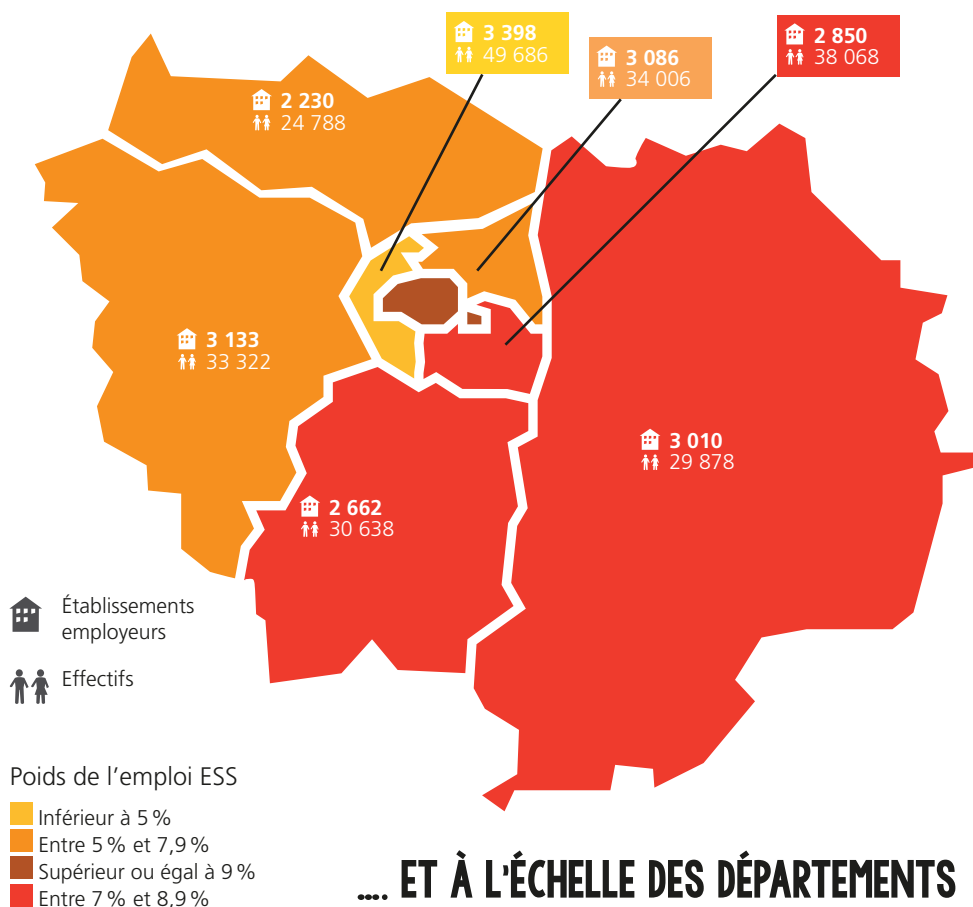 3 398
49 686
3 086
34 006
2 850
38 068
2 230
24 788
3 133
33 322
3 010
29 878
2 662
30 638
Établissements
employeurs
Effectifs
Poids de l'emploi ESS
Inférieur à 5 %
Entre 5 % et 7,9 %
Supérieur ou égal à 9 %
Entre 7 % et 8,9 %
.... ET À L'ÉCHELLE DES DÉPARTEMENTS